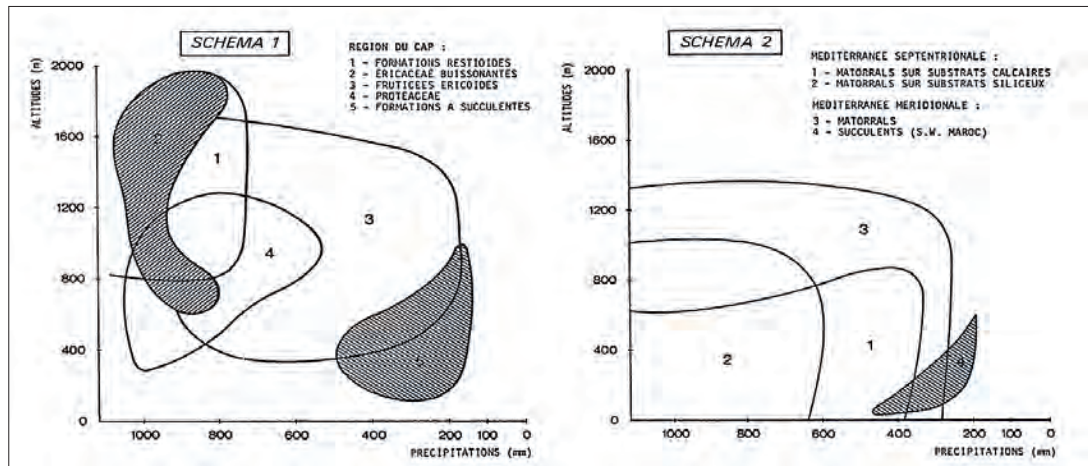 SCHEMA 1
REGION DU CAP :
1 - FORMATIONS RESTIOIDES
2 - ERICACEAE BUISSONANTES
3 - FRUTICEES ERICOIDES
4 - PROTEACEAE
5 - FORMATIONS A SUCCULENTES
ALTITUDES (m)
2000
1600
1200
800
400
0
2
1
3
4
5
1000
800
600
400
200
100
0
PRECIPITATIONS (mm)
SCHEMA 2
MEDITERRANEE SEPTENTRIONALE :
1 - MATORRALS SUR SUBSTRATS CALCAIRES
2 - MATORRALS SUR SUBSTRATS SILICEUX
MEDITERRANEE MERICIONALE :
3 - MATORRALS
4 - SUCCULENTS (S.W. MAROC)
ALTITUDES (m)
2000
1600
1200
800
400
0
3
2
1
4
1000
800
600
400
200
0
PRECIPITATIONS (mm)